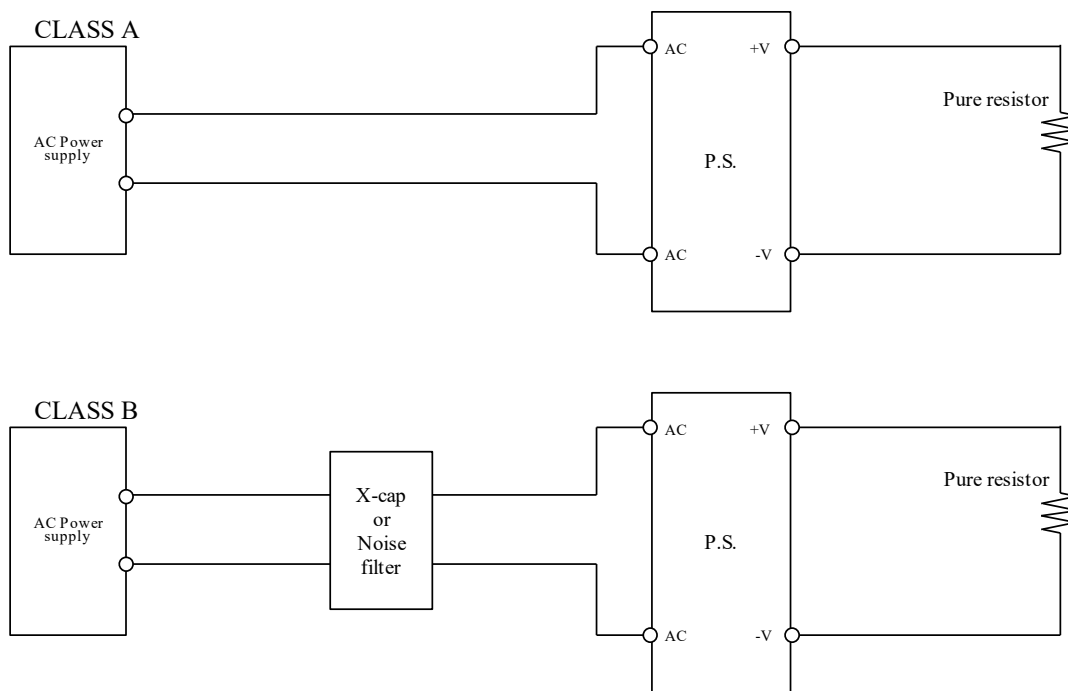 CLASS A
AC Power
supply
AC
+V
Pure resistor
P.S.
AC
-V
CLASS B
AC Power
supply
X-cap
or
Noise
filter
AC
+V
Pure resistor
P.S.
AC
-V